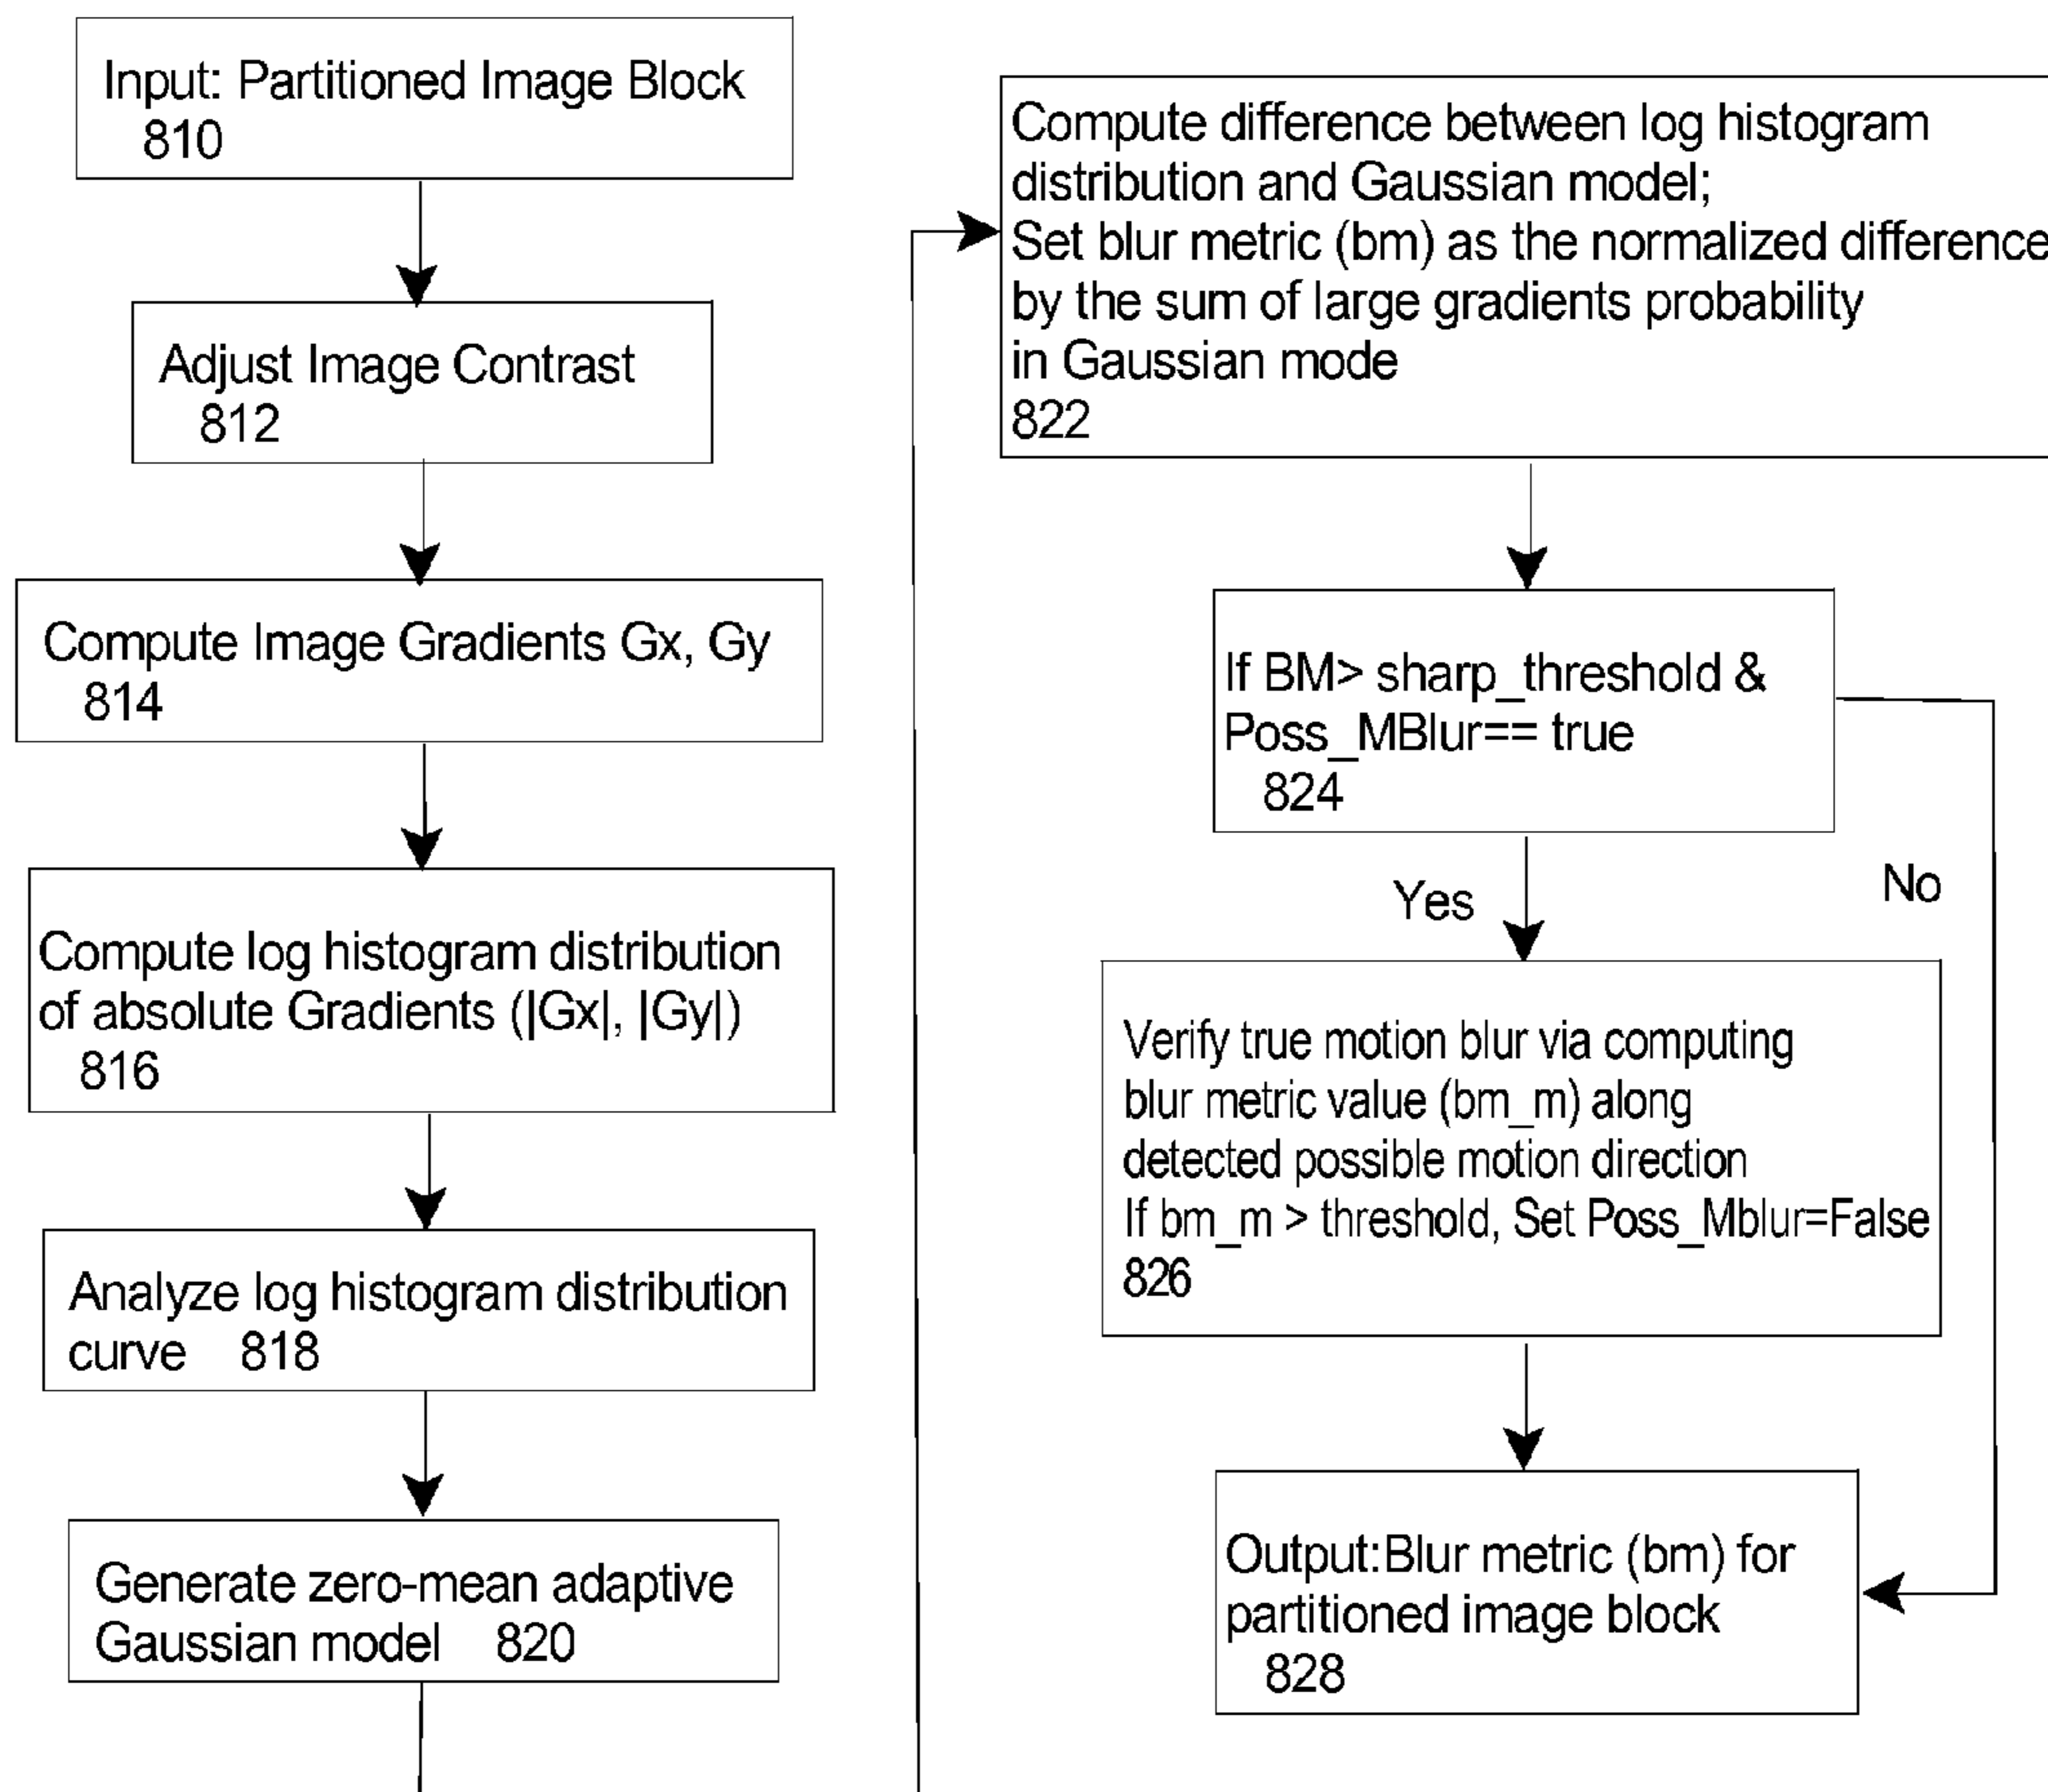 Input: Partitioned Image Block
810
Adjust Image Contrast
812
Compute Image Gradients Gx, Gy
814
Compute log histogram distribution
of absolute Gradients (|Gx|, |Gy|)
816
Analyze log histogram distribution
curve 818
Generate zero-mean adaptive
Gaussian model 820
Compute difference between log histogram
distribution and Gaussian model;
Set blur metric (bm) as the normalized difference
by the sum of large gradients probability
in Gaussian mode
822
If BM> sharp_threshold &
Poss_MBlur== true
824
Yes
No
Verify true motion blur via computing
blur metric value (bm_m) along
detected possible motion direction
If bm_m > threshold, Set Poss_Mblur=False
826
Output:Blur metric (bm) for
partitioned image block
828